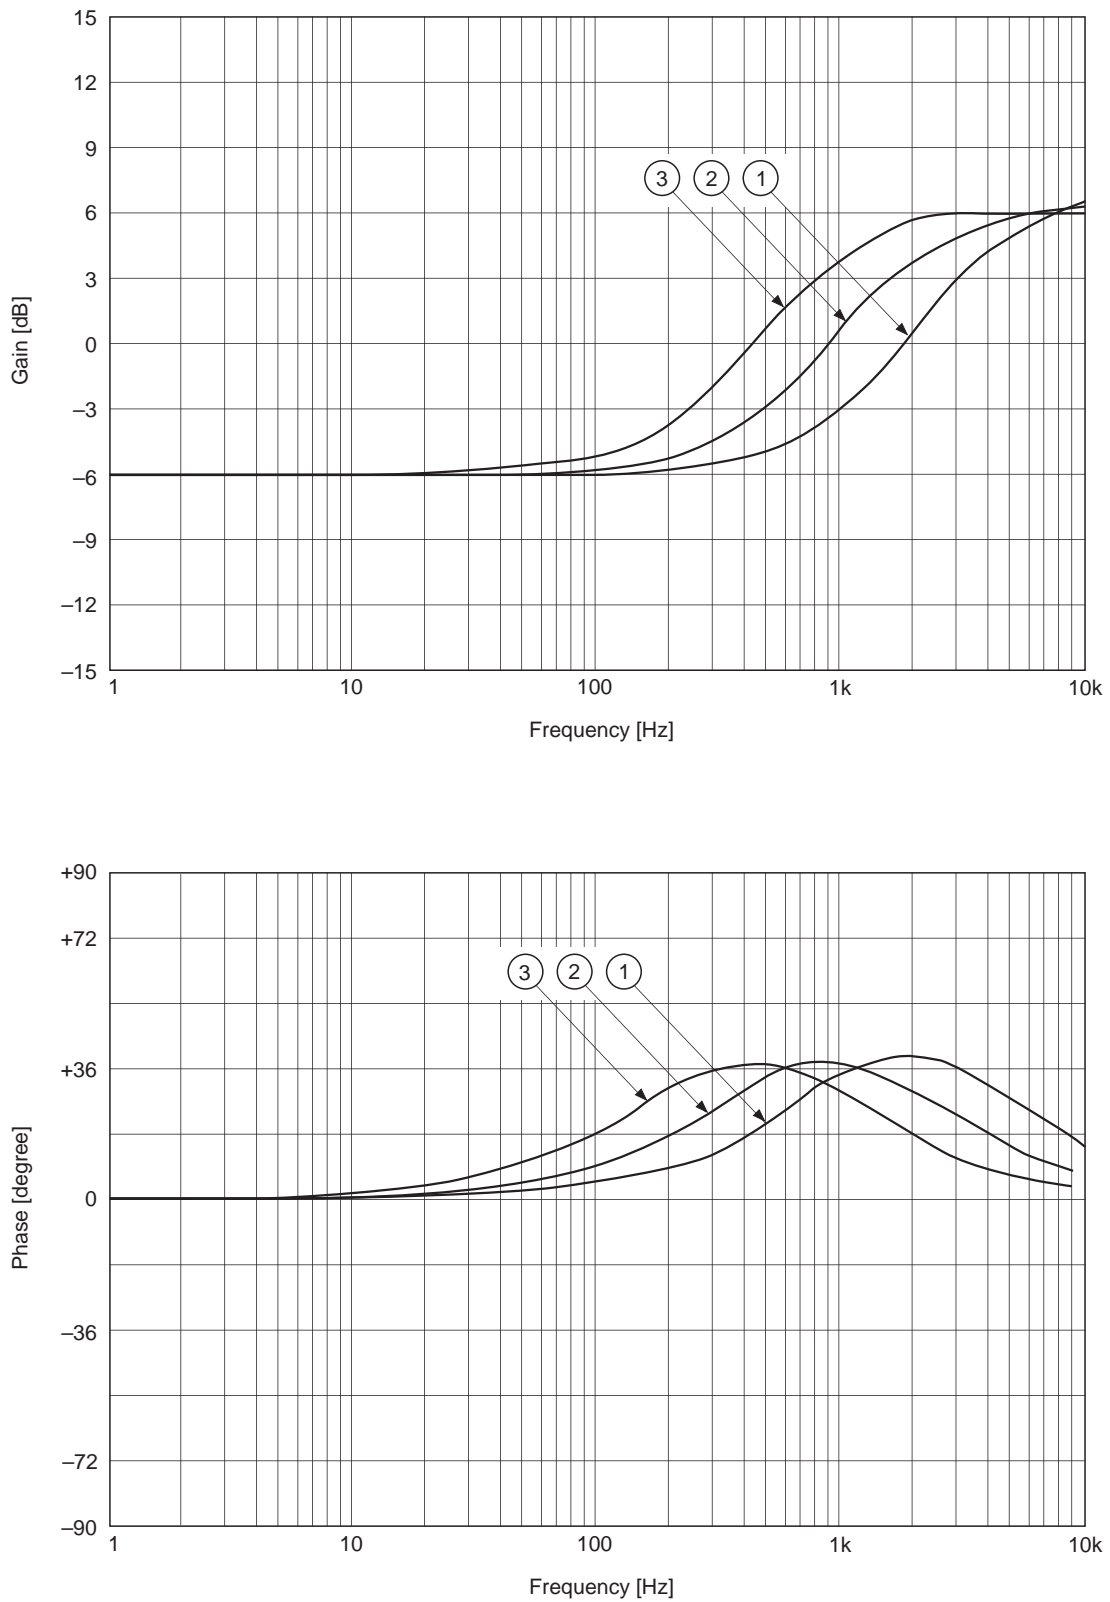 15
12
9
6
3
0
–3
–6
–9
–12
–15
Gain [dB]
3 2 1
1 10 100 1k 10k
Frequency [Hz]
+90
+72
+36
0
–36
–72
–90
Phase [degree]
3 2 1
1 10 100 1k 10k
Frequency [Hz]